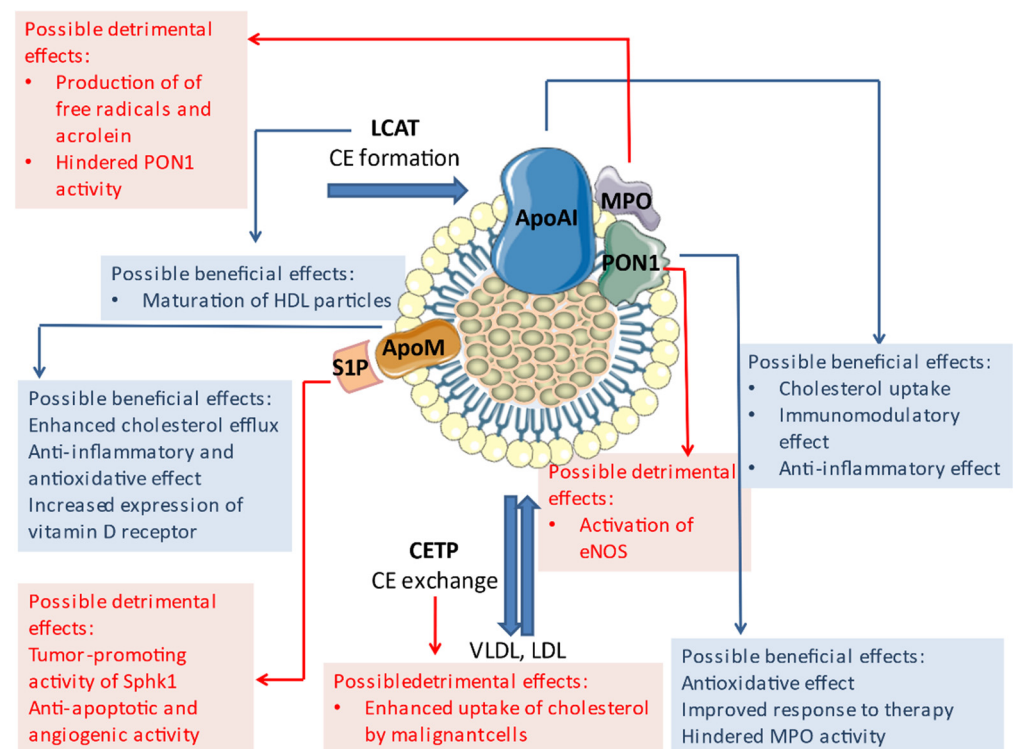 Possible detrimental
effects:
• Production of of
free radicals and
acrolein
• Hindered PON1
activity
LCAT
CE formation
ApoAI
MPO
PON1
Possible beneficial effects:
• Maturation of HDL particles
ApoM
S1P
Possible beneficial effects:
• Cholesterol uptake
• Immunomodulatory
effect
• Anti-inflammatory effect
Possible beneficial effects:
Enhanced cholesterol efflux
Anti-inflammatory and
antioxidative effect
Increased expression of
vitamin D receptor
Possible detrimental
effects:
• Activation of
eNOS
CETP
CE exchange
VLDL, LDL
Possible detrimental
effects:
Tumor-promoting
activity of Sphk1
Anti-apoptotic and
angiogenic activity
Possibledetrimental effects:
• Enhanced uptake of cholesterol
by malignantcells
Possible beneficial effects:
Antioxidative effect
Improved response to therapy
Hindered MPO activity